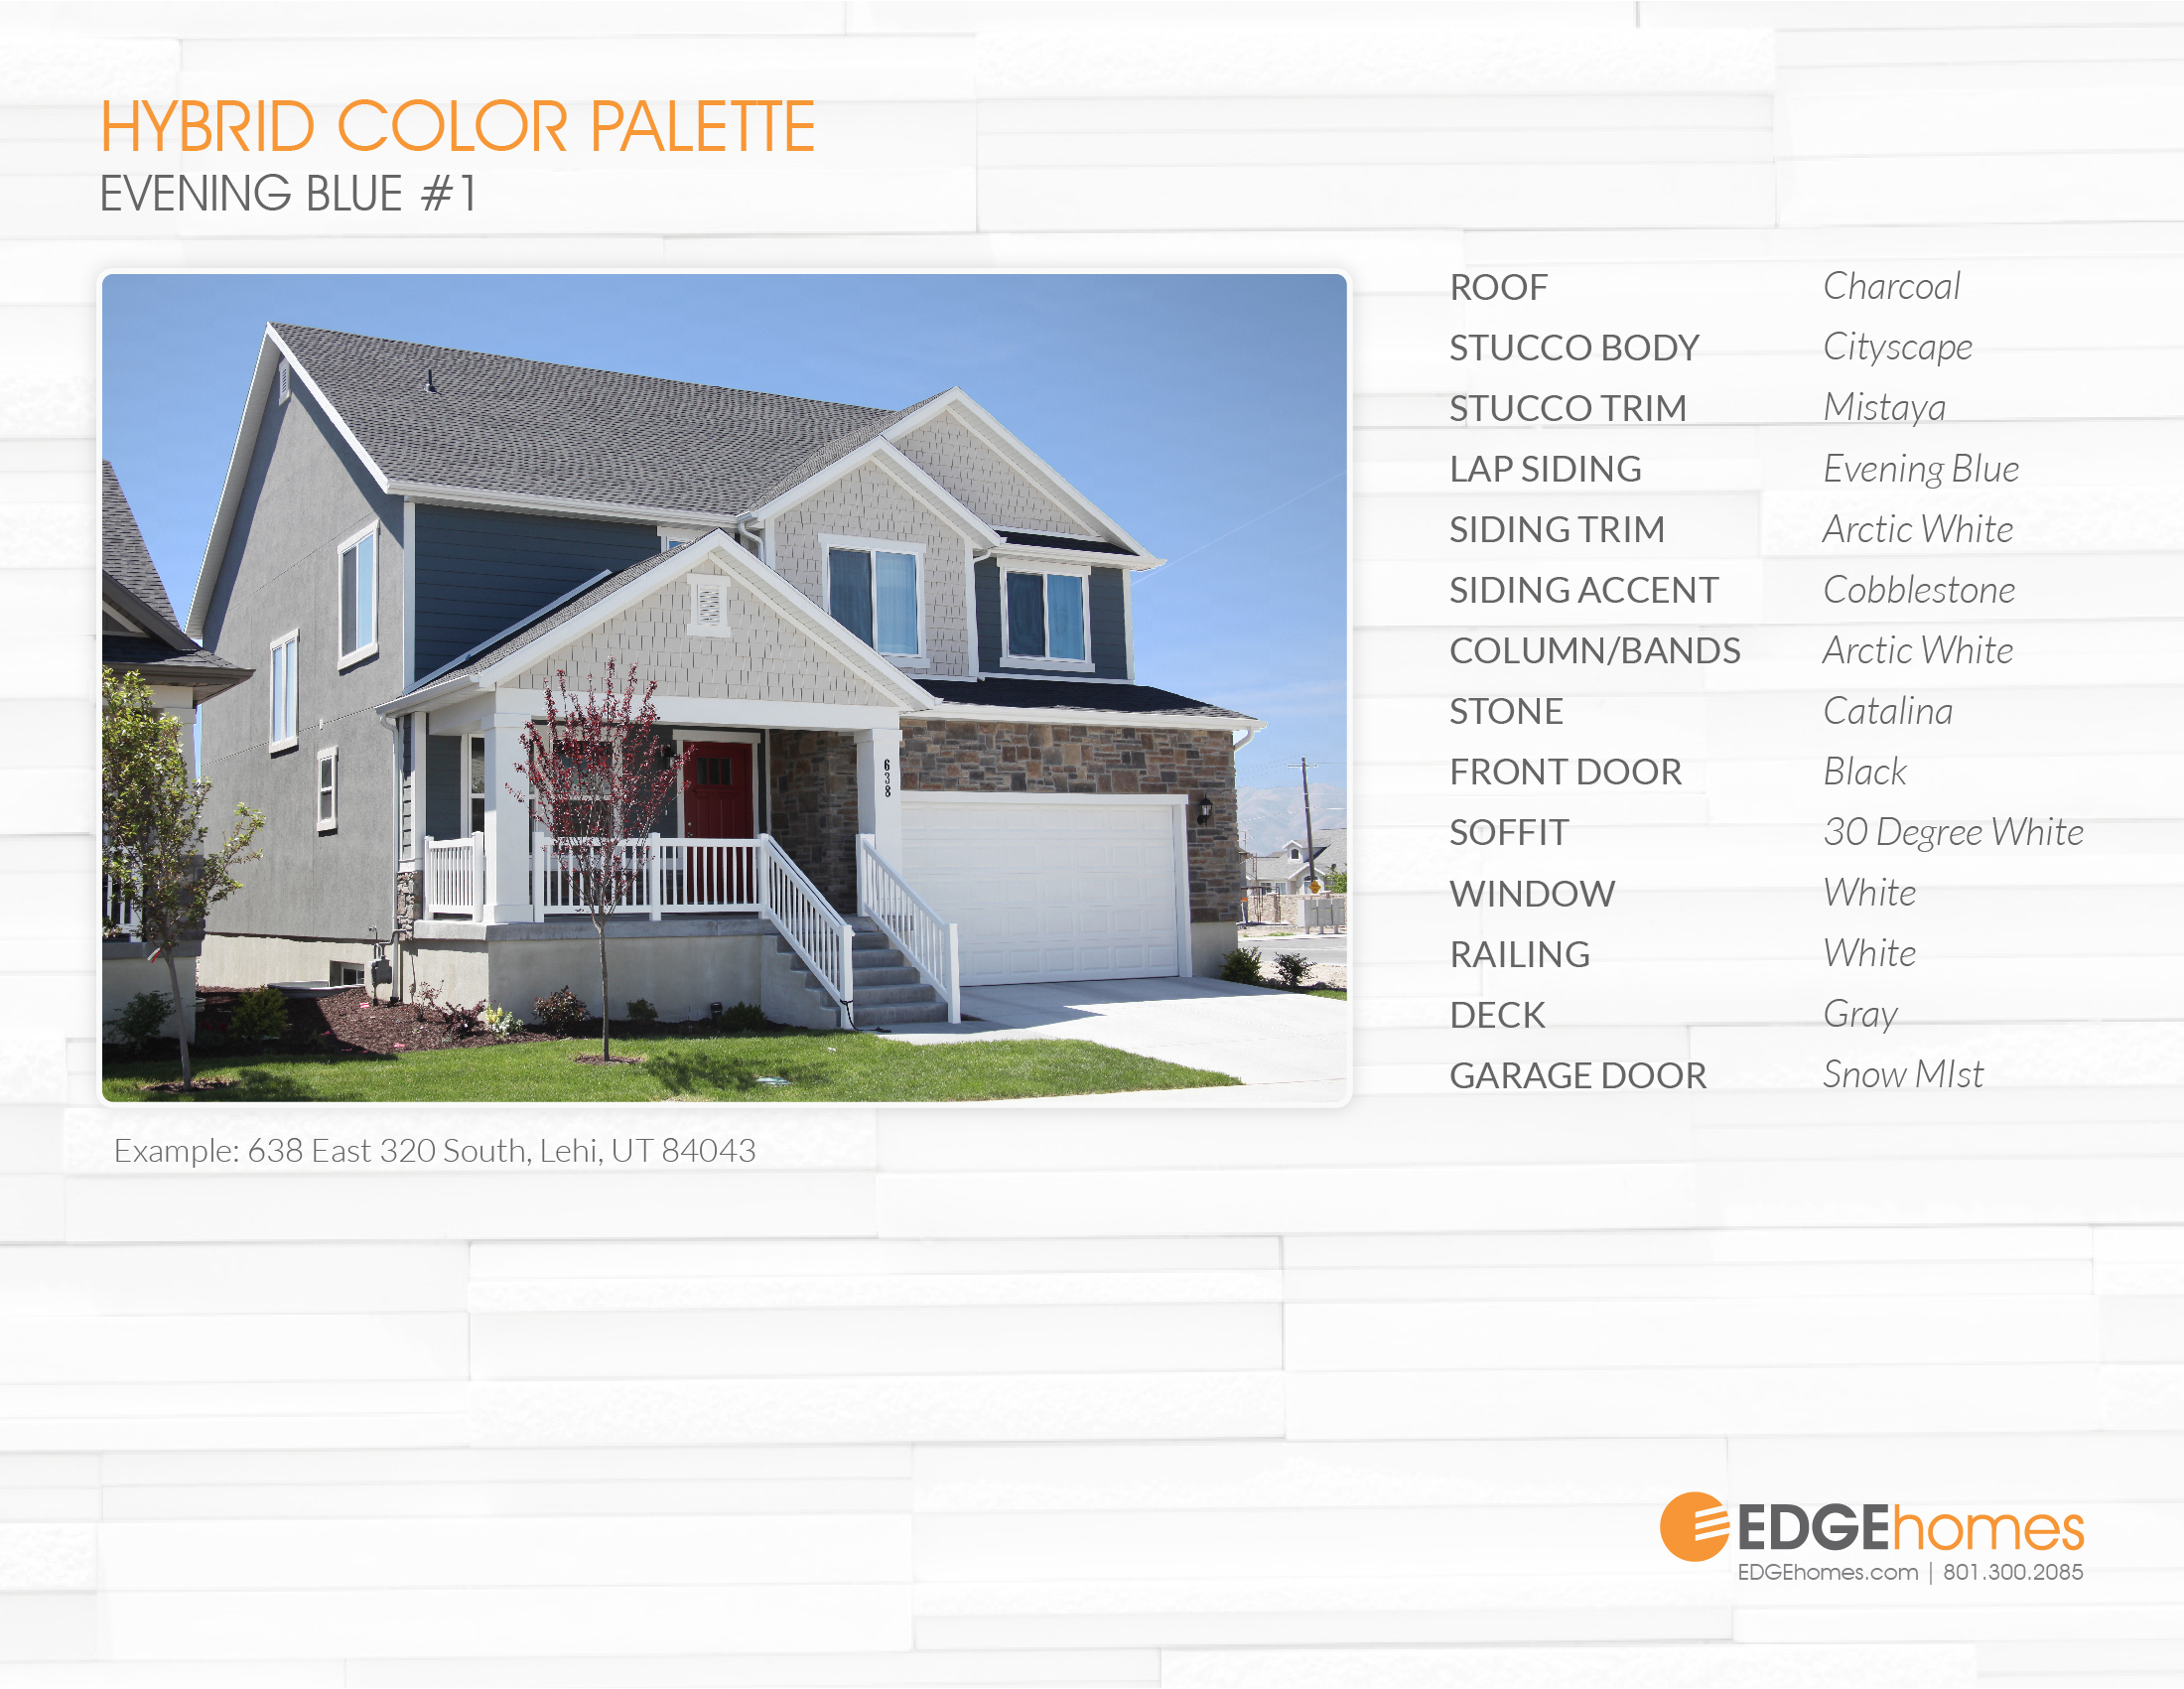 HYBRID COLOR PALETTE
EVENING BLUE #1
ROOF Charcoal
STUCCO BODY Cityscape
STUCCO TRIM Mistaya
LAP SIDING Evening Blue
SIDING TRIM Arctic White
SIDING ACCENT Cobblestone
COLUMN/BANDS Arctic White
STONE Catalina
FRONT DOOR Black
SOFFIT 30 Degree White
WINDOW White
RAILING White
DECK Gray
GARAGE DOOR Snow MIst
638
Example: 638 East 320 South, Lehi, UT 84043
EDGEhomes
EDGEhomes.com | 801.300.2085